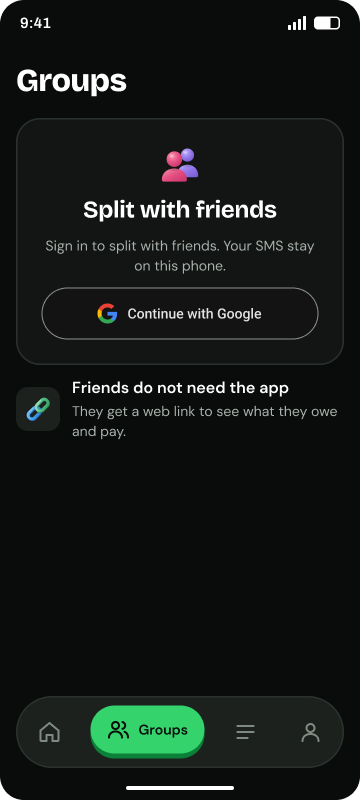 9:41
Groups
Split with friends
Sign in to split with friends. Your SMS stay
on this phone.
Continue with Google
Friends do not need the app
They get a web link to see what they owe
and pay.
Groups